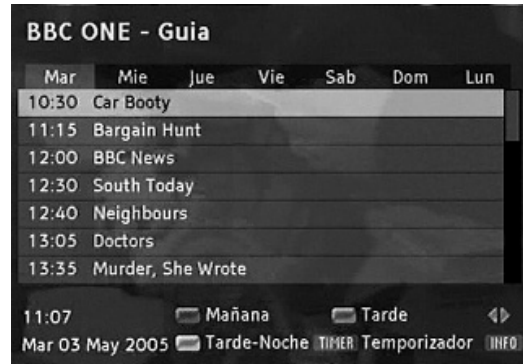 BBC ONE - Guia
Mar Mie Jue Vie Sab Dom Lun
10:30 Car Booty
11:15 Bargain Hunt
12:00 BBC News
12:30 South Today
12:40 Neighbours
13:05 Doctors
13:35 Murder, She Wrote
11:07 Mañana Tarde
Mar 03 May 2005 Tarde-Noche TIMER Temporizador INFO